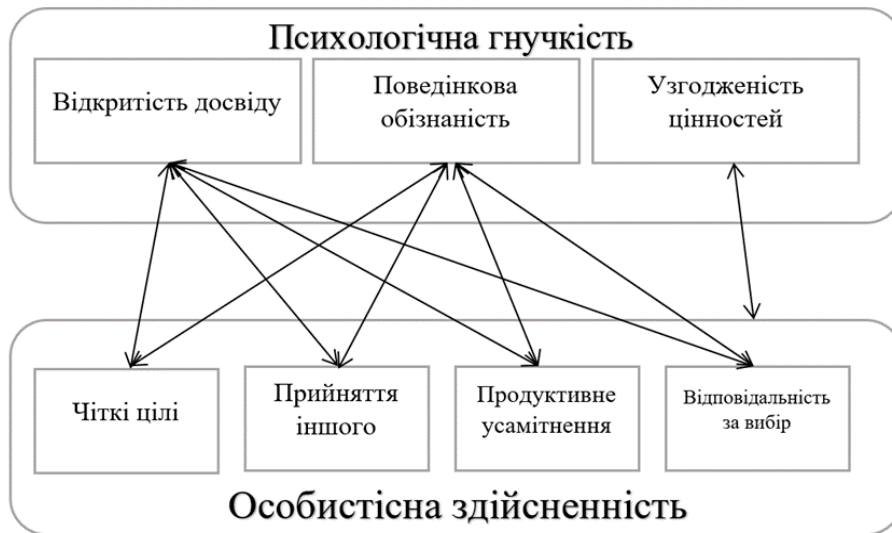 Психологічна гнучкість
Відкритість досвіду
Поведінкова
обізнаність
Узгодженість
цінностей
Чіткі цілі
Прийняття
іншого
Продуктивне
усамітнення
Відповідальність
за вибір
Особистісна здійсненність